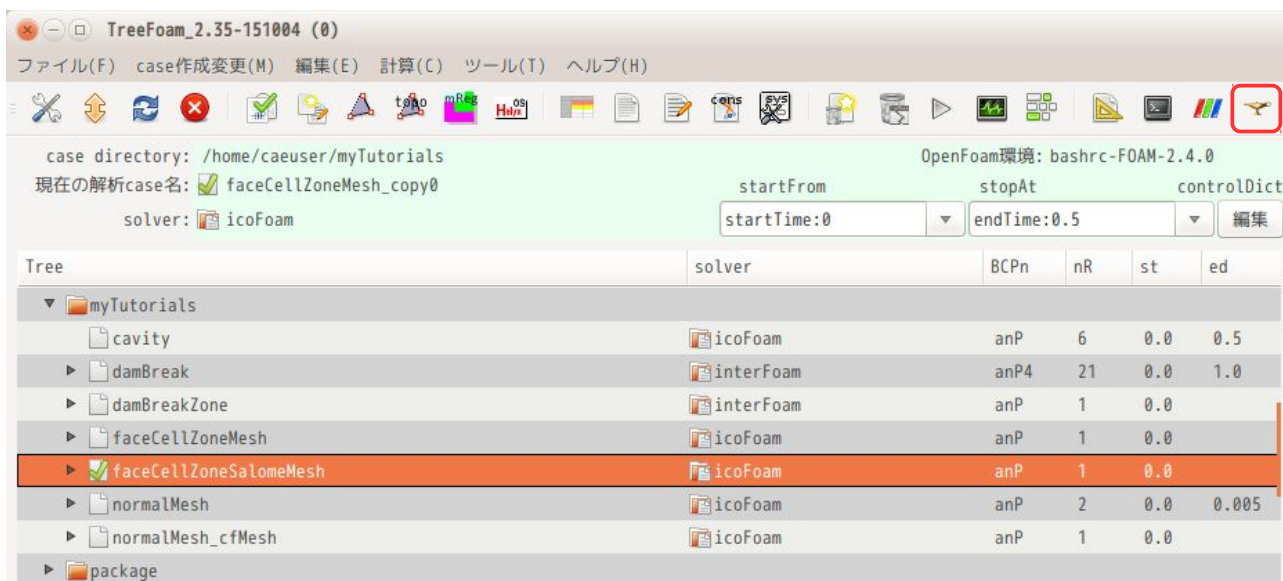 TreeFoam_2.35-151004 (0)
ファイル(F) case作成変更(M) 編集(E) 計算(C) ツール(T) ヘルプ(H)
topo mReg Helyx OS cons sys
case directory: /home/caeuser/myTutorials OpenFoam環境: bashrc-FOAM-2.4.0
現在の解析case名: faceCellZoneMesh_copy0 startFrom stopAt controlDict
solver: icoFoam startTime:0 endTime:0.5 編集
Tree solver BCPn nR st ed
myTutorials
cavity icoFoam anP 6 0.0 0.5
damBreak interFoam anP4 21 0.0 1.0
damBreakZone interFoam anP 1 0.0
faceCellZoneMesh icoFoam anP 1 0.0
faceCellZoneSalomeMesh icoFoam anP 1 0.0
normalMesh icoFoam anP 2 0.0 0.005
normalMesh_cfMesh icoFoam anP 1 0.0
package